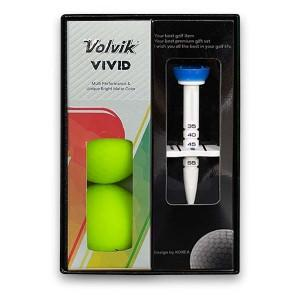 Volvik
VIVID
Multi Performance &
Unique Bright Matte Color
Your best golf item
Your best premium gift set
I wish you all the best in your golf life.
35
40
45
55
Design by KOREA